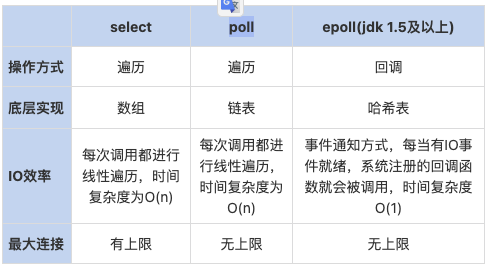 select
poll
epoll(jdk 1.5及以上)
操作方式
遍历
遍历
回调
底层实现
数组
链表
哈希表
IO效率
每次调用都进行
线性遍历，时间
复杂度为O(n)
每次调用都进
行线性遍历，
时间复杂度为
O(n)
事件通知方式，每当有IO事
件就绪，系统注册的回调函
数就会被调用，时间复杂度
O(1)
最大连接
有上限
无上限
无上限